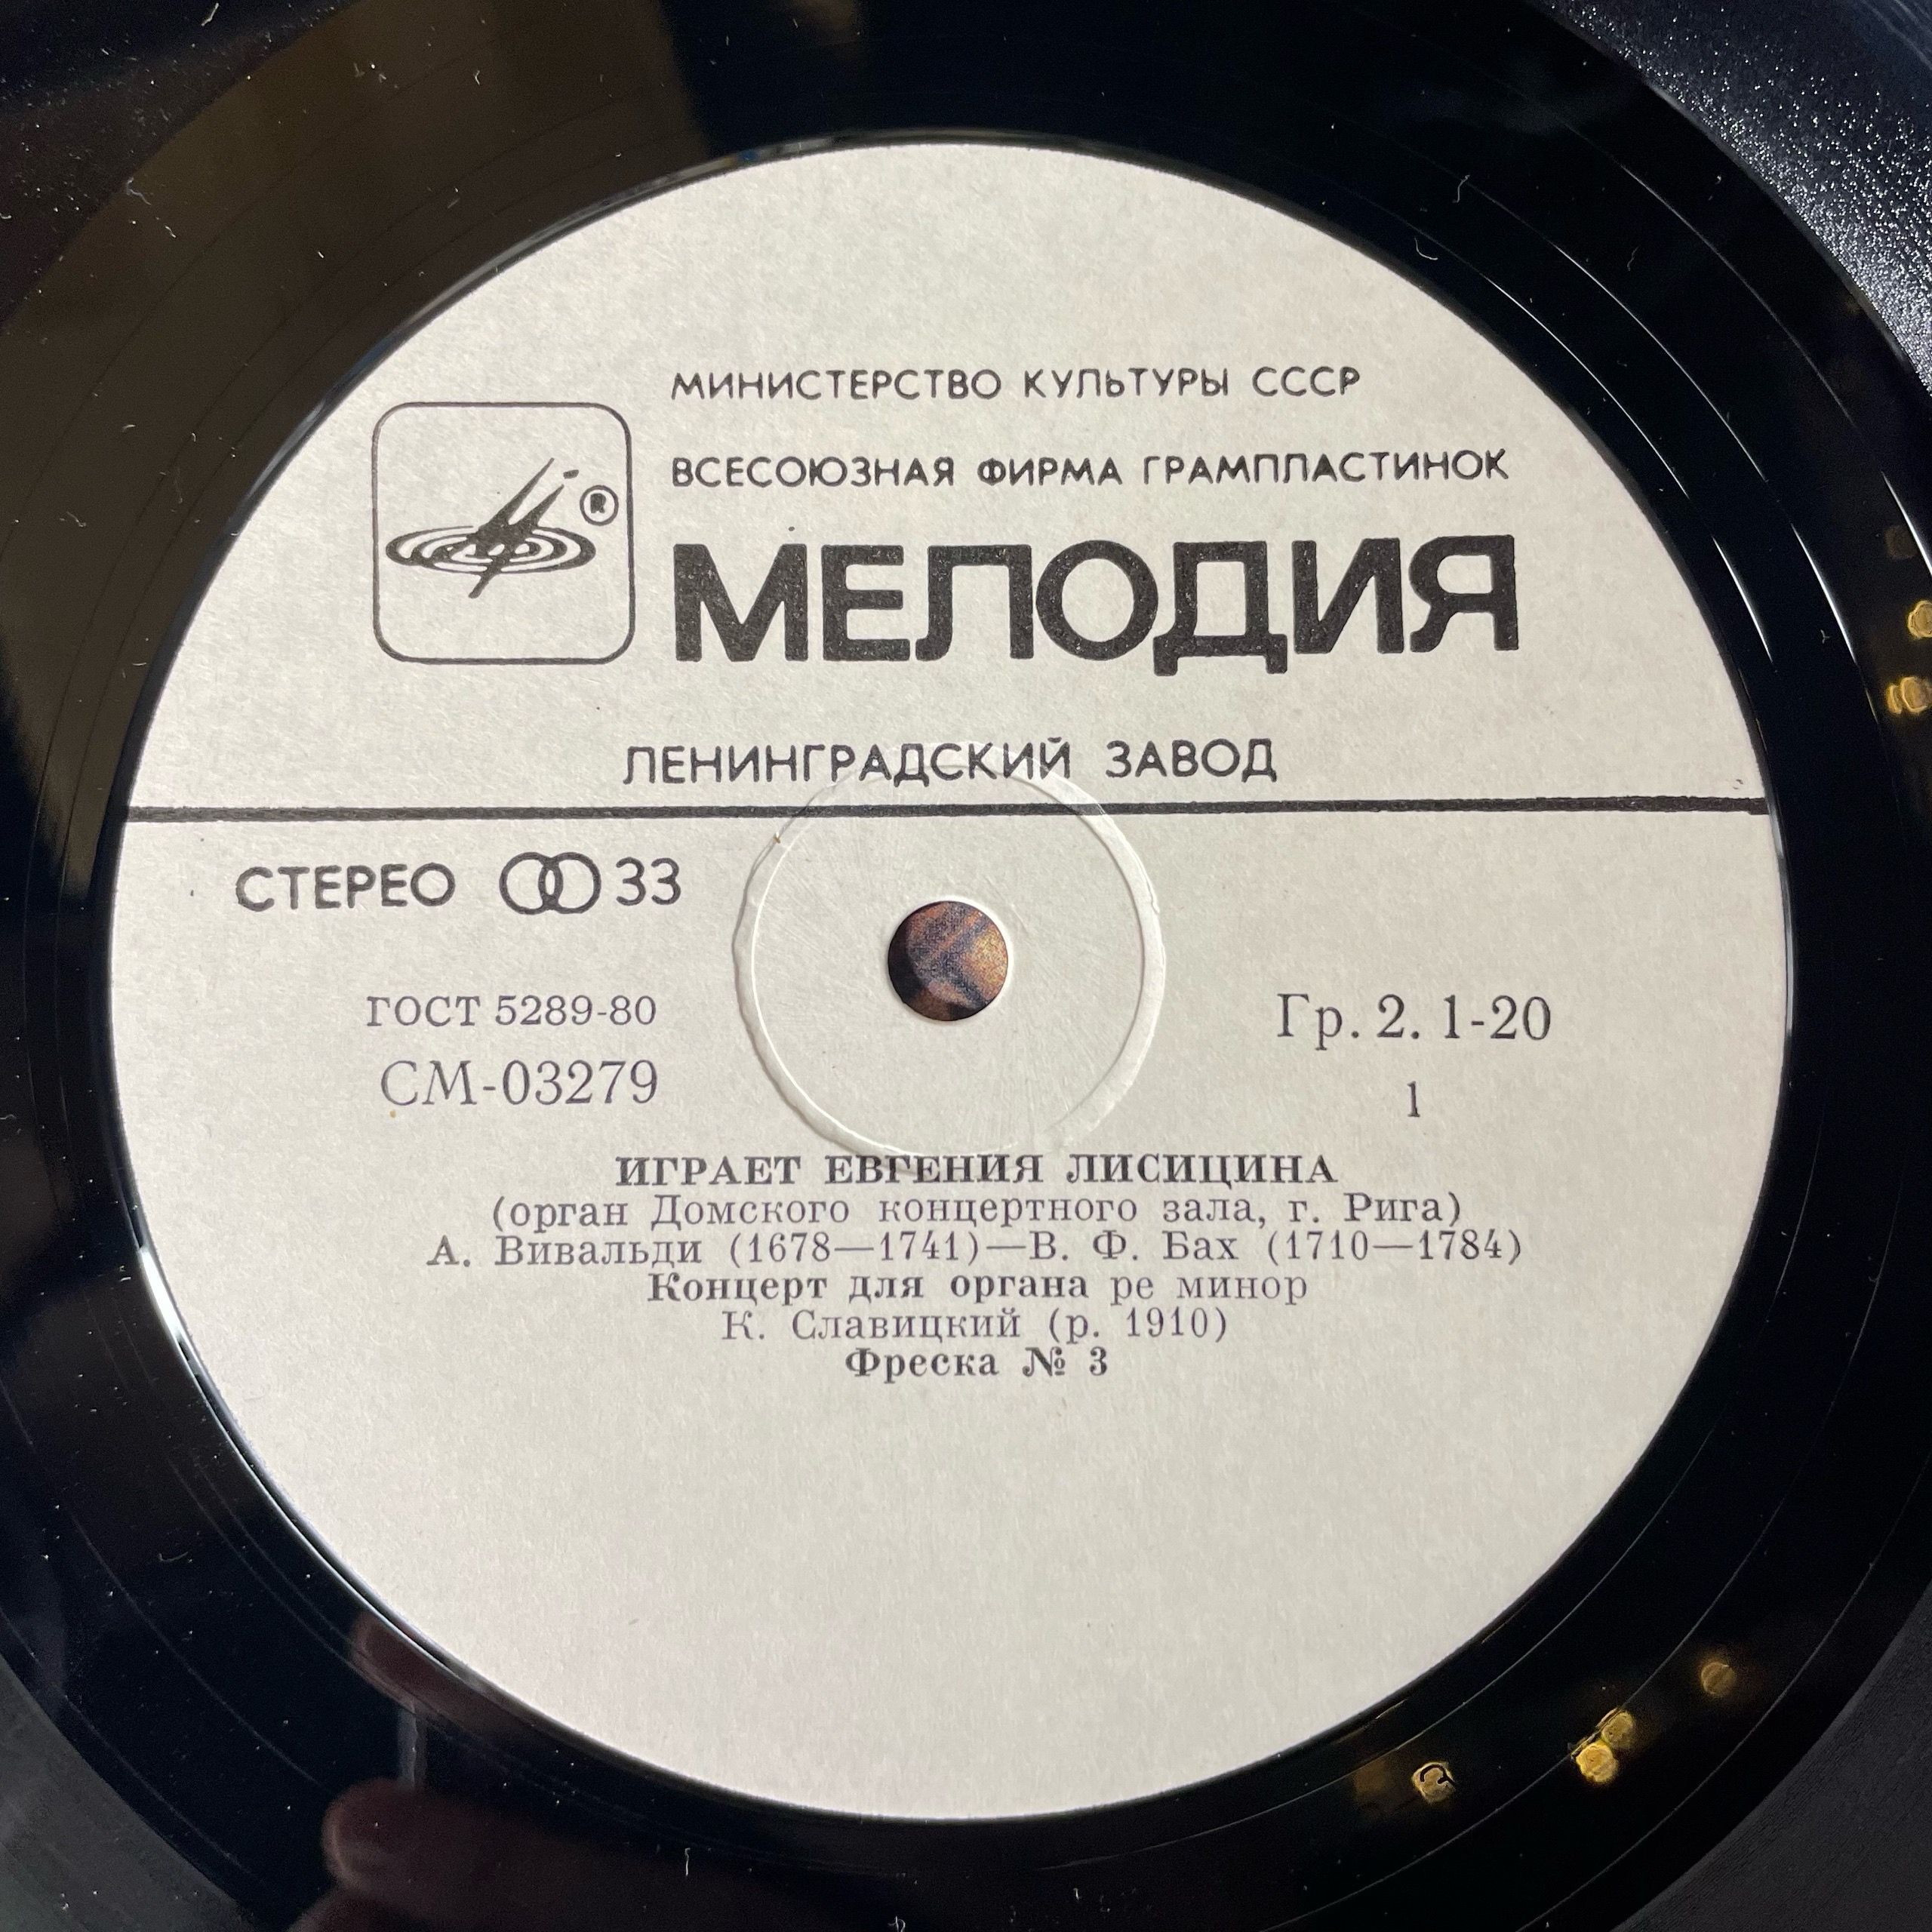 МИНИСТЕРСТВО КУЛЬТУРЫ СССР
ВСЕСОЮЗНАЯ ФИРМА ГРАМПЛАСТИНОК
®
МЕЛОДИЯ
ЛЕНИНГРАДСКИЙ ЗАВОД
СТЕРЕО 33
ГОСТ 5289-80
Гр. 2. 1-20
СМ-03279
1
ИГРАЕТ ЕВГЕНИЯ ЛИСИЦИНА
(орган Домского концертного зала, г. Рига)
А. Вивальди (1678—1741)—В. Ф. Бах (1710—1784)
Концерт для органа ре минор
К. Славицкий (р. 1910)
Фреска № 3